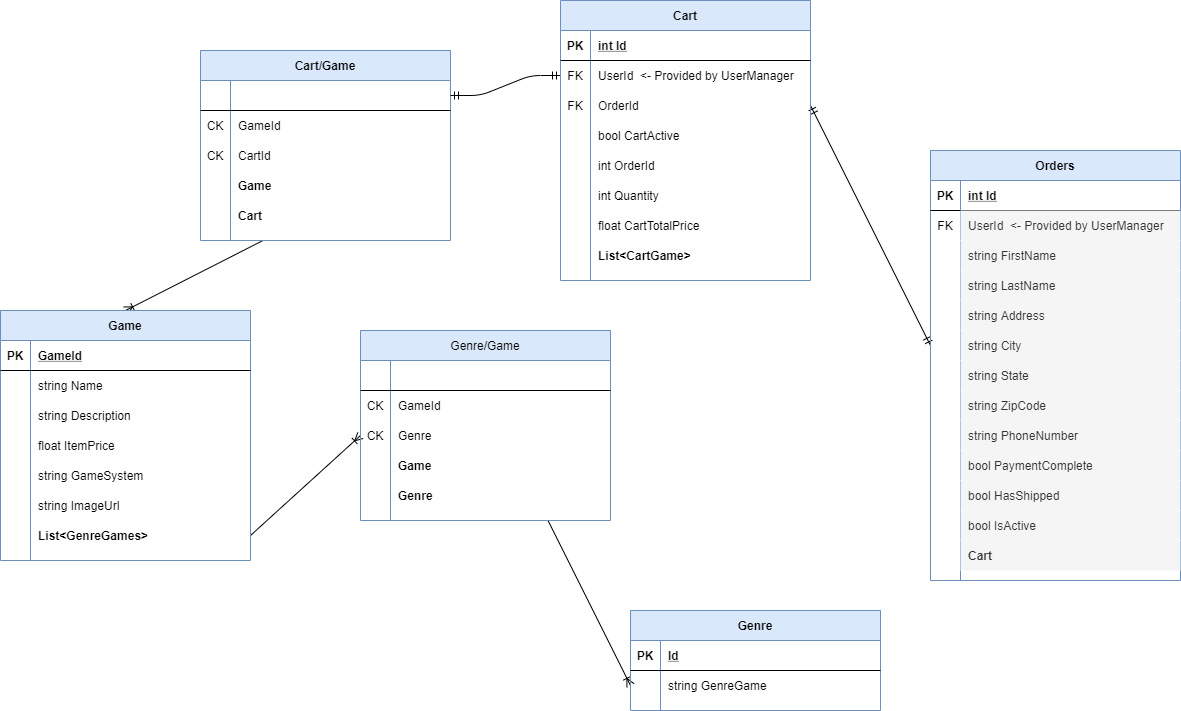 Cart
PK int Id
FK UserId <- Provided by UserManager
FK OrderId
bool CartActive
int OrderId
int Quantity
float CartTotalPrice
List<CartGame>
Cart/Game
CK GameId
CK CartId
Game
Cart
Orders
PK int Id
FK UserId <- Provided by UserManager
string FirstName
string LastName
string Address
string City
string State
string ZipCode
string PhoneNumber
bool PaymentComplete
bool HasShipped
bool IsActive
Cart
Game
PK GameId
string Name
string Description
float ItemPrice
string GameSystem
string ImageUrl
List<GenreGames>
Genre/Game
CK GameId
CK Genre
Game
Genre
Genre
PK Id
string GenreGame